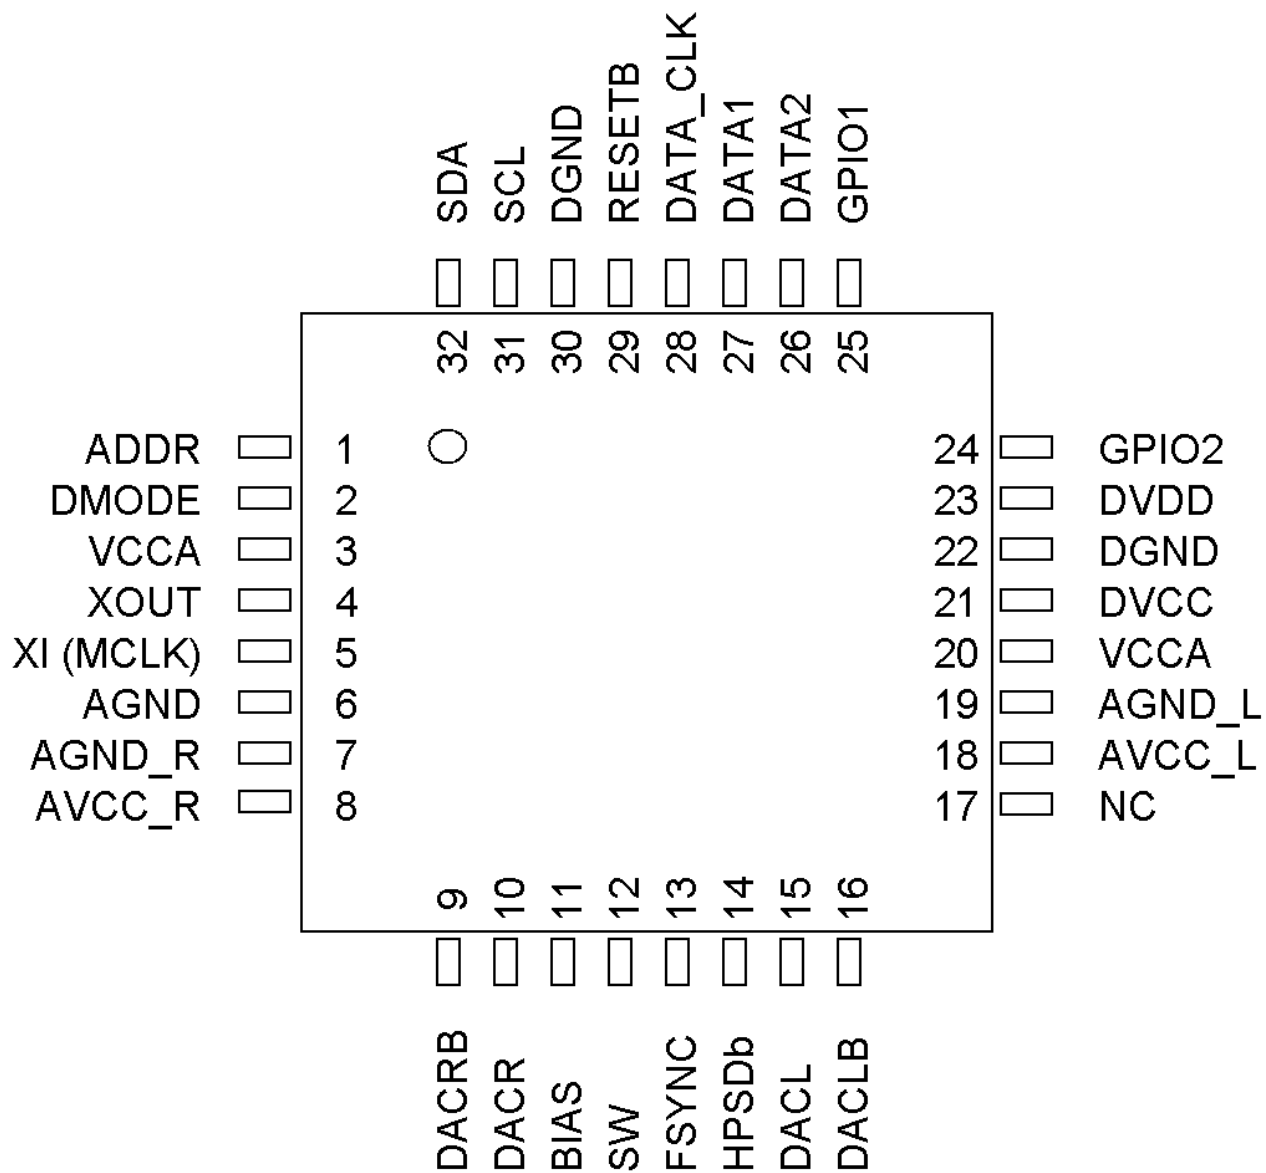 SDA
SCL
DGND
RESETB
DATA_CLK
DATA1
DATA2
GPIO1
32
31
30
29
28
27
26
25
ADDR 1
DMODE 2
VCCA 3
XOUT 4
XI (MCLK) 5
AGND 6
AGND_R 7
AVCC_R 8
24 GPIO2
23 DVDD
22 DGND
21 DVCC
20 VCCA
19 AGND_L
18 AVCC_L
17 NC
9
10
11
12
13
14
15
16
DACRB
DACR
BIAS
SW
FSYNC
HPSDb
DACL
DACLB